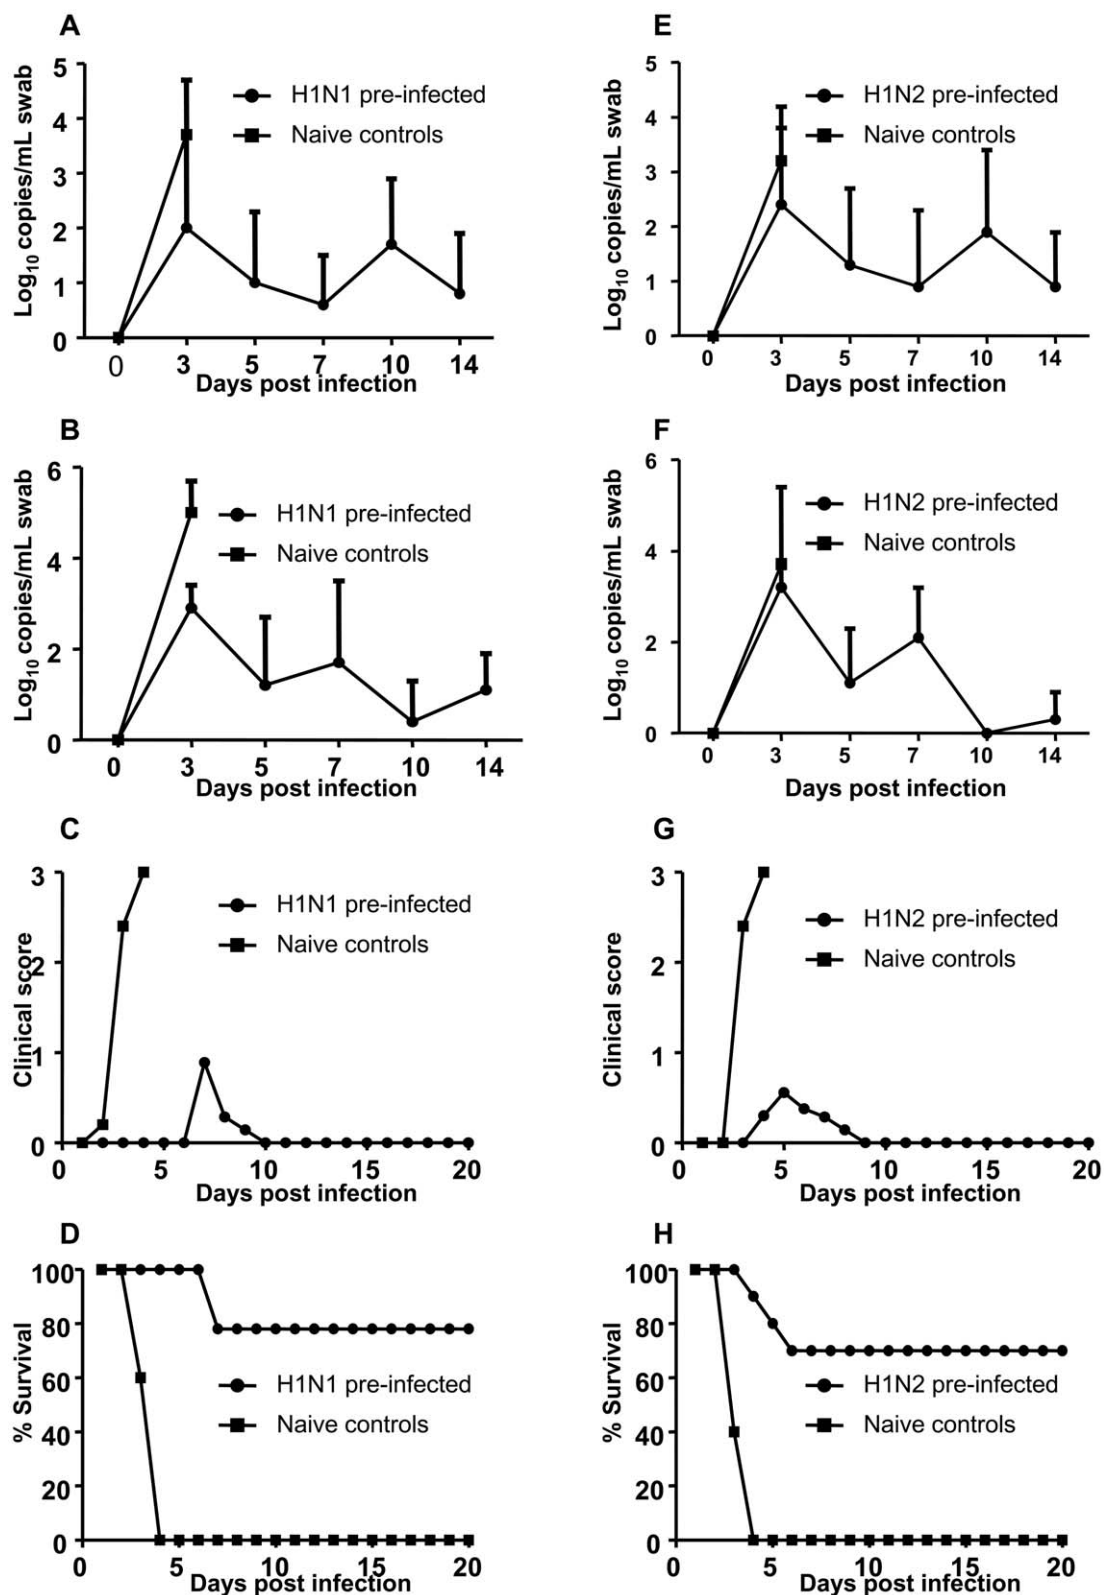 A
Log10 copies/mL swab
5
4
3
2
1
0
H1N1 pre-infected
Naive controls
0 3 5 7 10 14
Days post infection
E
Log10 copies/mL swab
5
4
3
2
1
0
H1N2 pre-infected
Naive controls
0 3 5 7 10 14
Days post infection
B
Log10 copies/mL swab
6
4
2
0
H1N1 pre-infected
Naive controls
0 3 5 7 10 14
Days post infection
F
Log10 copies/mL swab
6
4
2
0
H1N2 pre-infected
Naive controls
0 3 5 7 10 14
Days post infection
C
Clinical score
3
2
1
0
H1N1 pre-infected
Naive controls
0 5 10 15 20
Days post infection
G
Clinical score
3
2
1
0
H1N2 pre-infected
Naive controls
0 5 10 15 20
Days post infection
D
% Survival
100
80
60
40
20
0
H1N1 pre-infected
Naive controls
0 5 10 15 20
Days post infection
H
% Survival
100
80
60
40
20
0
H1N2 pre-infected
Naive controls
0 5 10 15 20
Days post infection